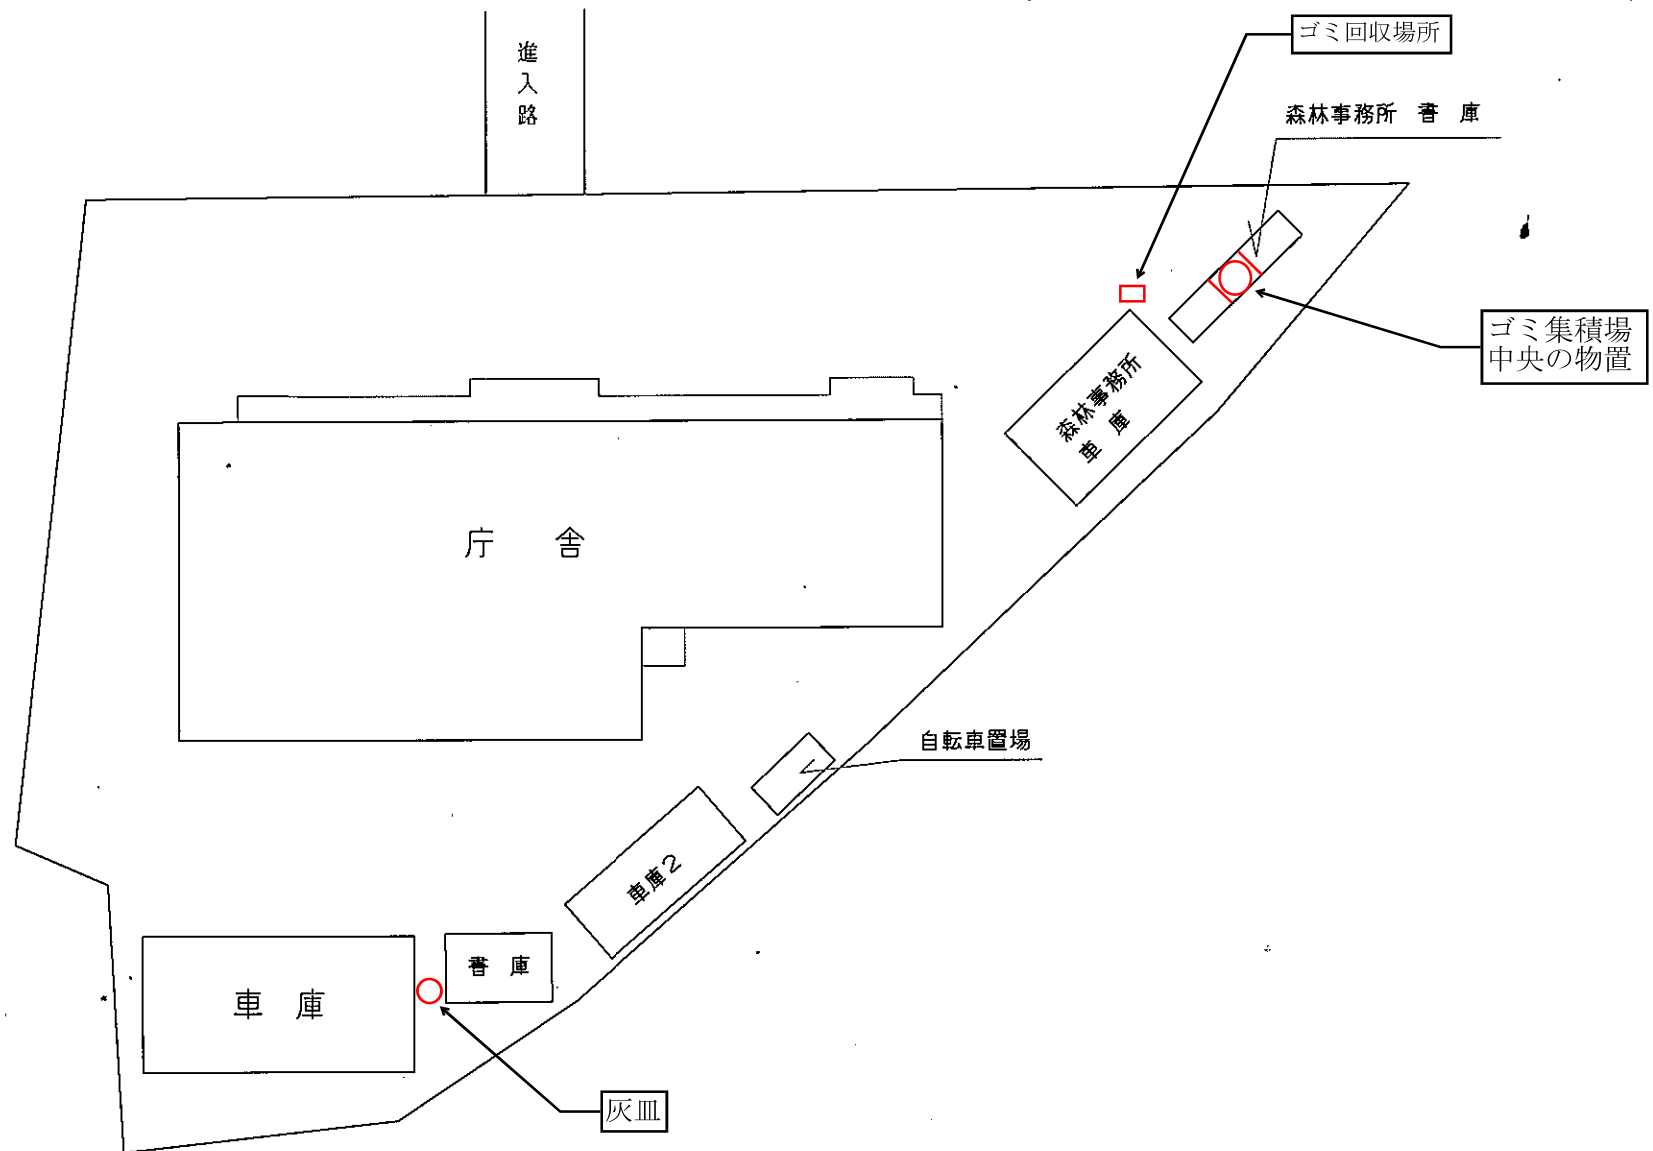 進入路
ゴミ回収場所
森林事務所 書 庫
ゴミ集積場
中央の物置
森林事務所
車 庫
庁 舎
自転車置場
車庫2
書 庫
車 庫
灰皿